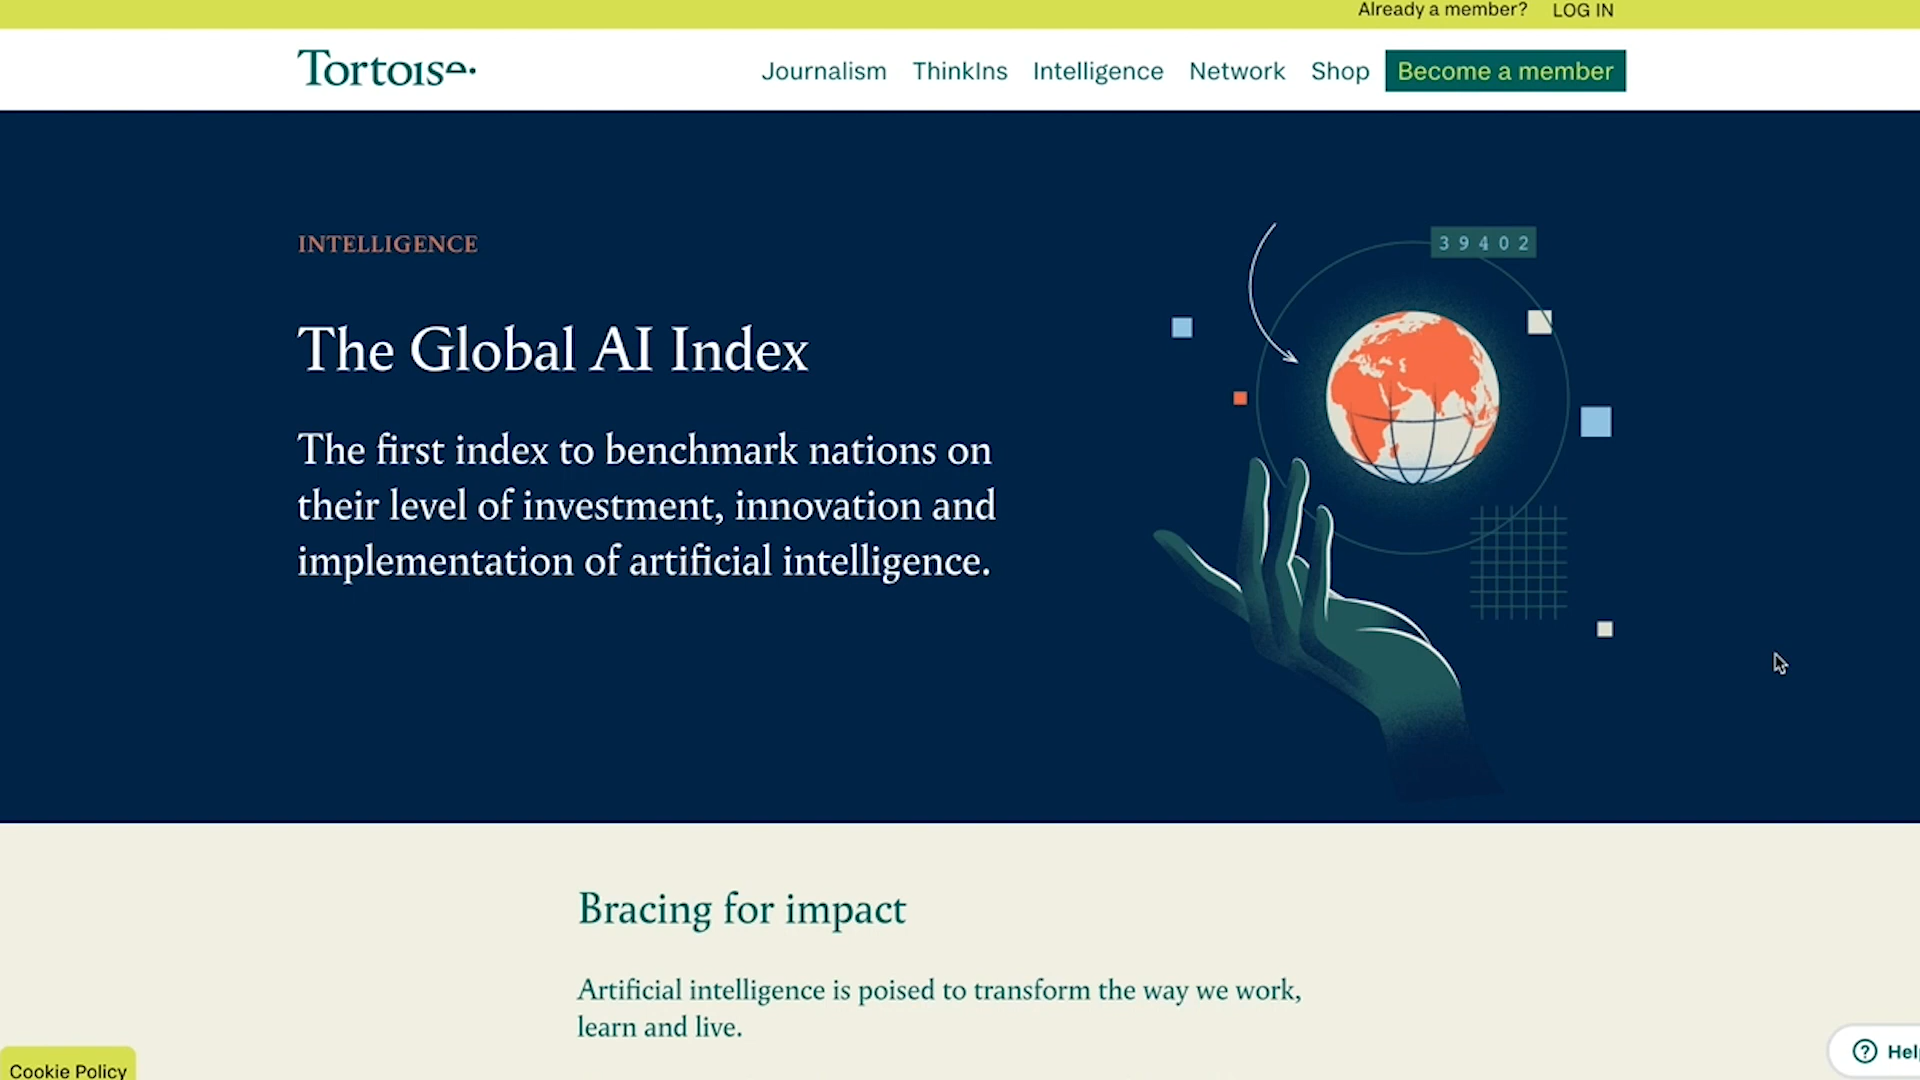 Already a member? LOG IN
Tortoise
Journalism ThinkIns Intelligence Network Shop Become a member
INTELLIGENCE
39402
The Global AI Index
The first index to benchmark nations on
their level of investment, innovation and
implementation of artificial intelligence.
Bracing for impact
Artificial intelligence is poised to transform the way we work,
learn and live.
Cookie Policy